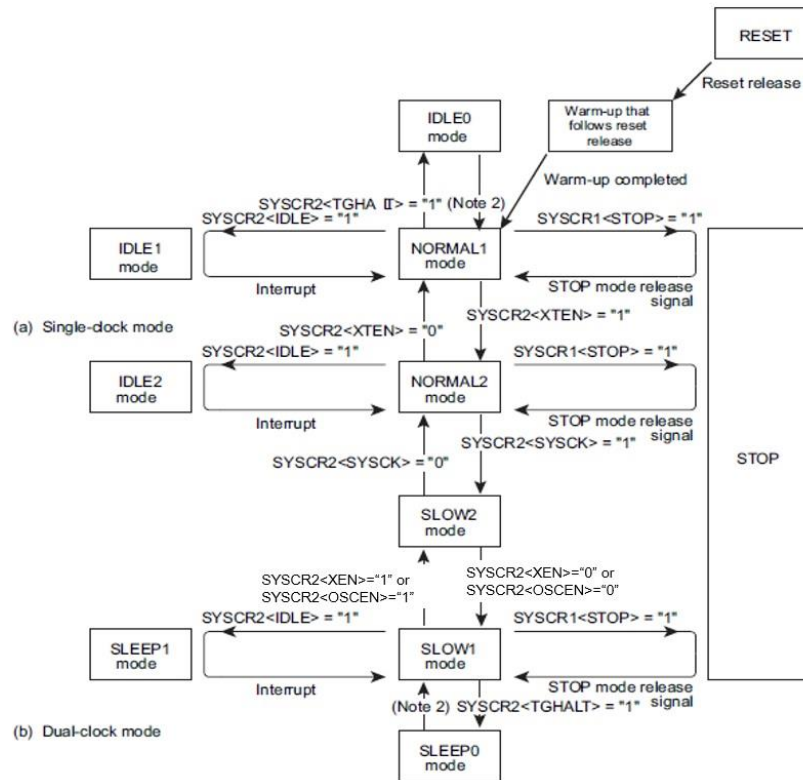 RESET
Reset release
IDLE0
mode
Warm-up that
follows reset
release
Warm-up completed
SYSCR2<TGHA LT> = "1" (Note 2)
SYSCR2<IDLE> = "1"
SYSCR1<STOP> = "1"
IDLE1
mode
NORMAL1
mode
Interrupt
STOP mode release
signal
(a) Single-clock mode
SYSCR2<XTEN> = "0"
SYSCR2<XTEN> = "1"
SYSCR2<IDLE> = "1"
SYSCR1<STOP> = "1"
IDLE2
mode
NORMAL2
mode
Interrupt
STOP mode release
signal
SYSCR2<SYSCK> = "0"
SYSCR2<SYSCK> = "1"
STOP
SLOW2
mode
SYSCR2<XEN>=“1” or
SYSCR2<OSCEN>=“1”
SYSCR2<XEN>=“0” or
SYSCR2<OSCEN>=“0”
SYSCR2<IDLE> = "1"
SYSCR1<STOP> = "1"
SLEEP1
mode
SLOW1
mode
Interrupt
STOP mode release
signal
(Note 2) SYSCR2<TGHALT> = "1"
(b) Dual-clock mode
SLEEP0
mode